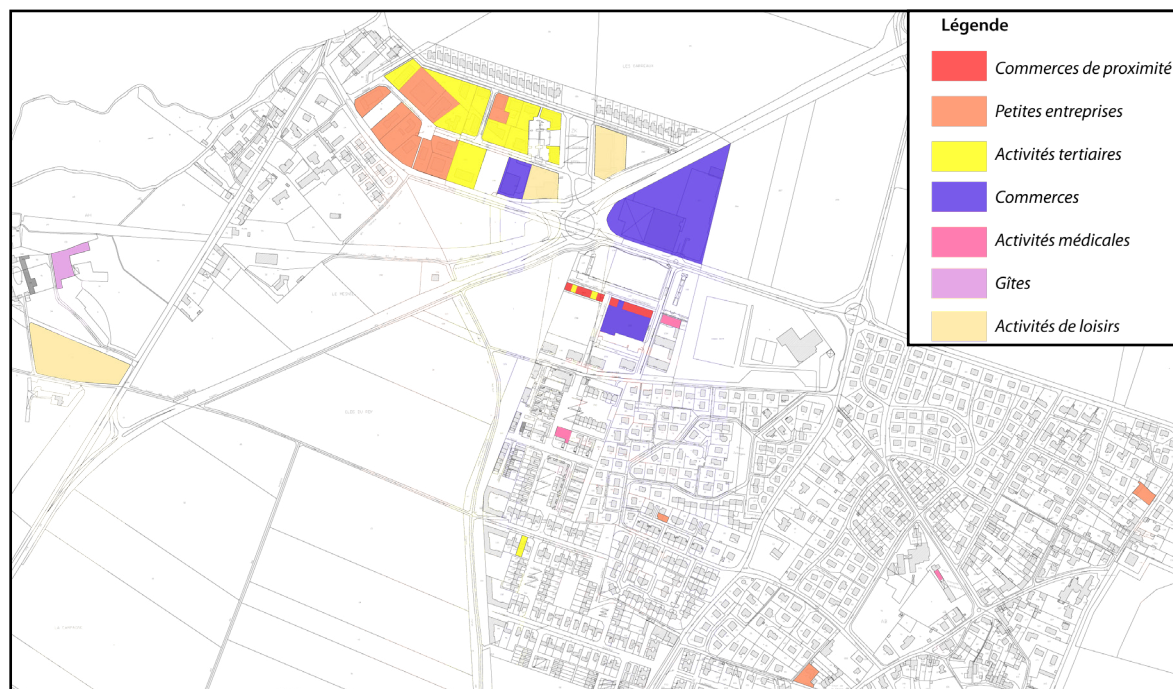 Légende
Commerces de proximité
Petites entreprises
Activités tertiaires
Commerces
Activités médicales
Gîtes
Activités de loisirs